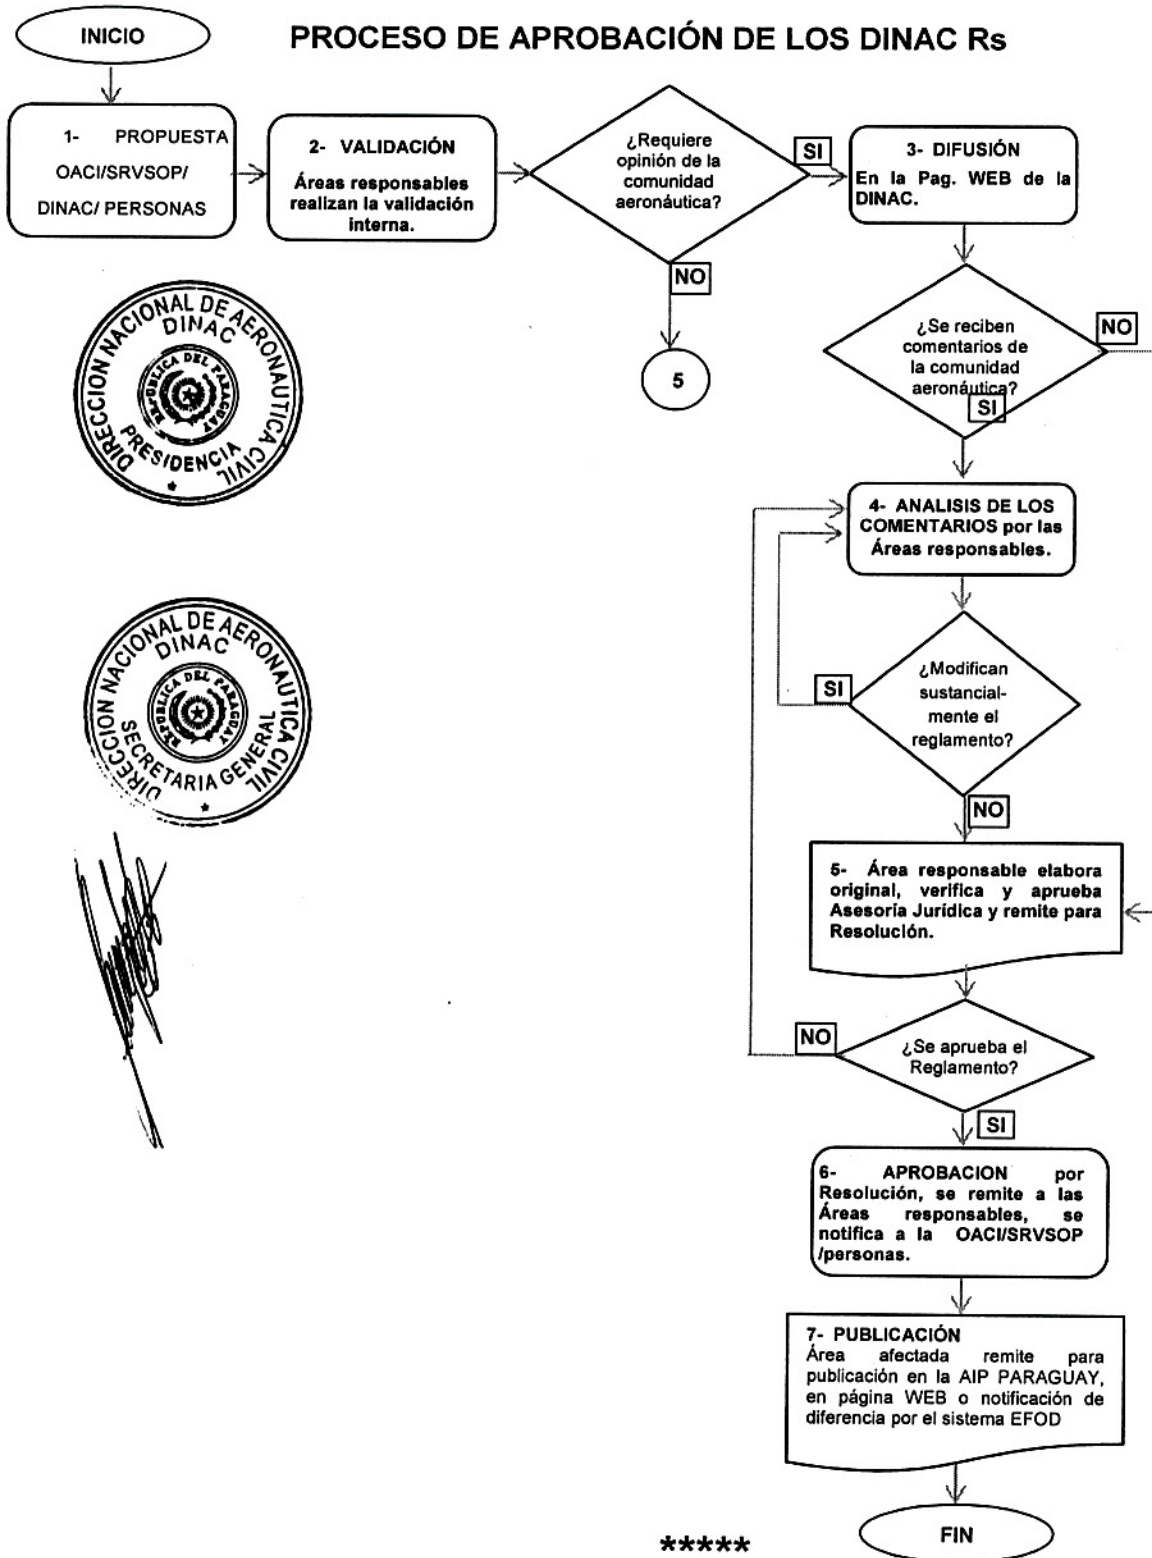 INICIO
PROCESO DE APROBACIÓN DE LOS DINAC Rs
1- PROPUESTA
OACI/SRVSOP/
DINAC/ PERSONAS
2- VALIDACIÓN
Áreas responsables
realizan la validación
interna.
¿Requiere
opinión de la
comunidad
aeronáutica?
SI
3- DIFUSIÓN
En la Pag. WEB de la
DINAC.
NO
5
¿Se reciben
comentarios de
la comunidad
aeronáutica?
NO
SI
DIRECCION NACIONAL DE AERONAUTICA CIVIL
DINAC
REPUBLICA DEL PARAGUAY
PRESIDENCIA
4- ANALISIS DE LOS
COMENTARIOS por las
Áreas responsables.
DIRECCION NACIONAL DE AERONAUTICA CIVIL
DINAC
REPUBLICA DEL PARAGUAY
SECRETARIA GENERAL
¿Modifican
sustancial-
mente el
reglamento?
SI
NO
5- Área responsable elabora
original, verifica y aprueba
Asesoría Jurídica y remite para
Resolución.
¿Se aprueba el
Reglamento?
NO
SI
6- APROBACION por
Resolución, se remite a las
Áreas responsables, se
notifica a la OACI/SRVSOP
/personas.
7- PUBLICACIÓN
Área afectada remite para
publicación en la AIP PARAGUAY,
en página WEB o notificación de
diferencia por el sistema EFOD
FIN
*****